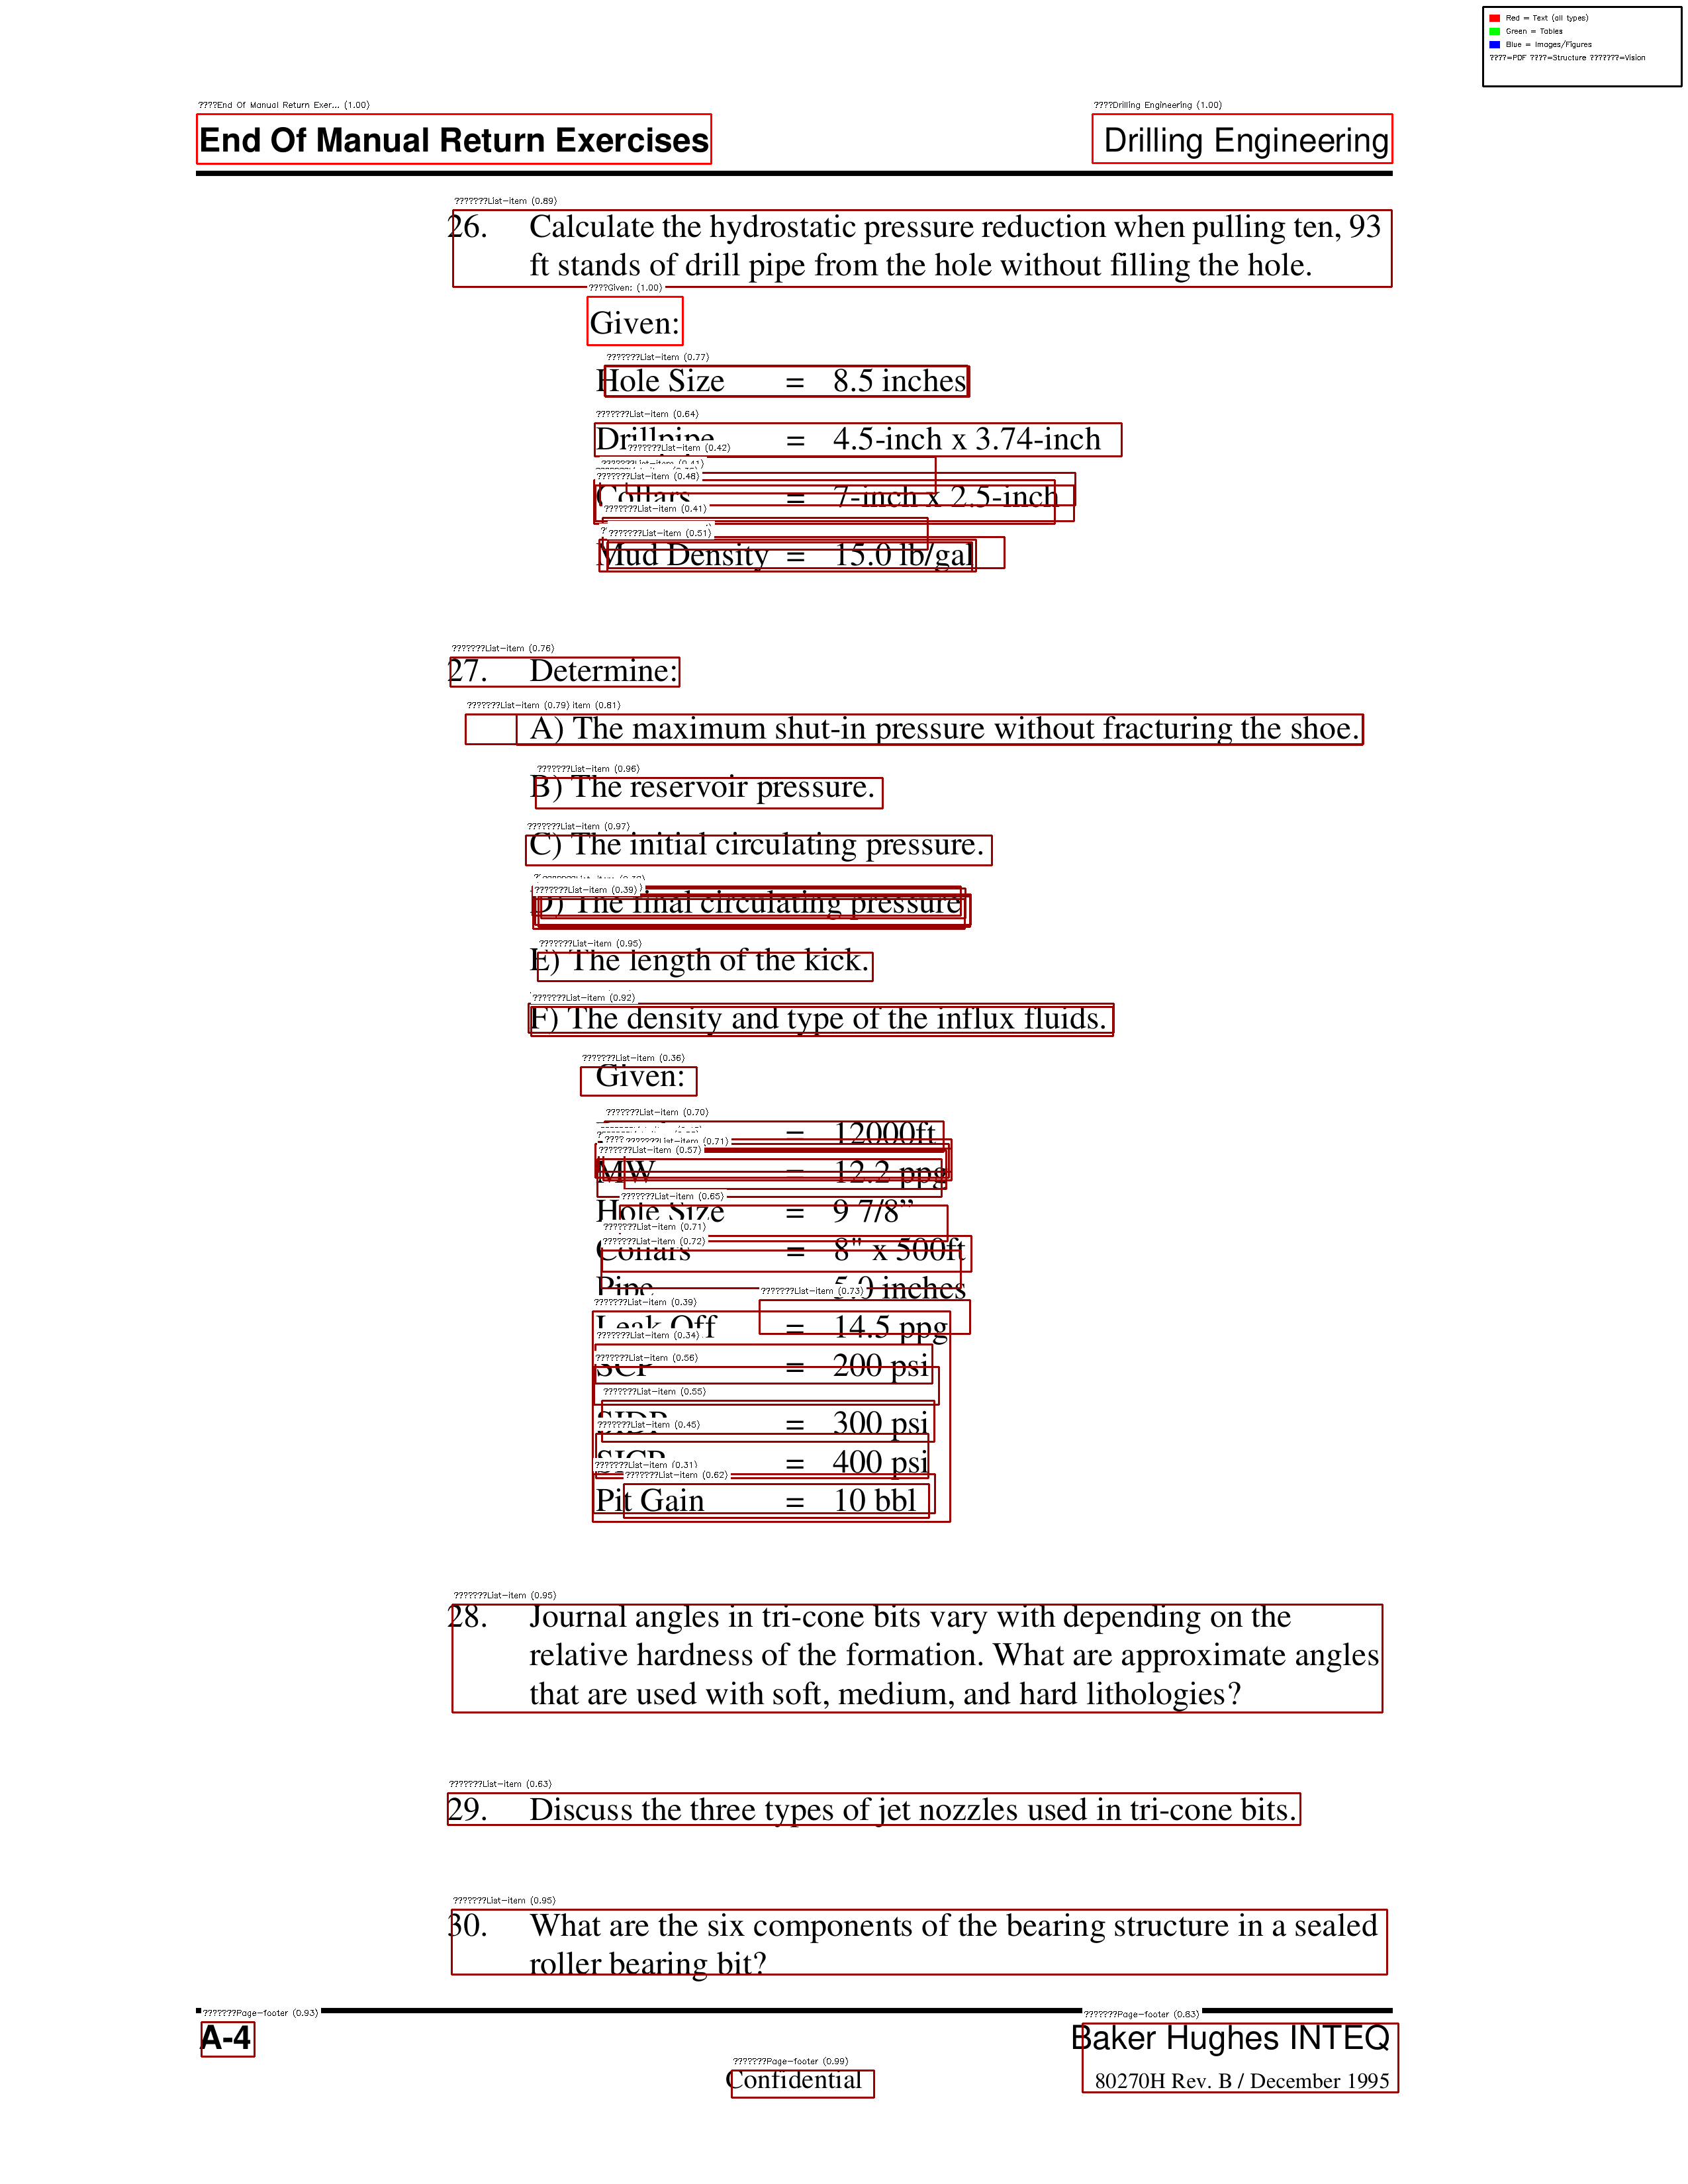 Red = Text (all types)
Green = Tables
Blue = Images/Figures
????=PDF ????=Structure ???????=Vision
????End Of Manual Return Exer... (1.00)
????Drilling Engineering (1.00)
End Of Manual Return Exercises
Drilling Engineering
???????List-item (0.89)
26. Calculate the hydrostatic pressure reduction when pulling ten, 93
ft stands of drill pipe from the hole without filling the hole.
????Given: (1.00)
Given:
???????List-item (0.77)
Hole Size = 8.5 inches
???????List-item (0.64)
Drillpipe = 4.5-inch x 3.74-inch
???????List-item (0.42)
???????List-item (0.41)
???????List-item (0.48)
Collars = 7-inch x 2.5-inch
???????List-item (0.41)
???????List-item (0.51)
Mud Density = 15.0 lb/gal
???????List-item (0.76)
27. Determine:
???????List-item (0.79) item (0.81)
A) The maximum shut-in pressure without fracturing the shoe.
???????List-item (0.96)
B) The reservoir pressure.
???????List-item (0.97)
C) The initial circulating pressure.
???????List-item (0.39)
D) The final circulating pressure
???????List-item (0.95)
E) The length of the kick.
???????List-item (0.92)
F) The density and type of the influx fluids.
???????List-item (0.36)
Given:
???????List-item (0.70)
= 12000ft
???????List-item (0.71)
???????List-item (0.57)
MW = 12.2 ppg
???????List-item (0.65)
Hole Size = 9 7/8”
???????List-item (0.71)
???????List-item (0.72)
Collars = 8" x 500ft
Pipe 5.0 inches
???????List-item (0.73)
???????List-item (0.39)
Leak Off = 14.5 ppg
???????List-item (0.34)
SCP = 200 psi
???????List-item (0.56)
???????List-item (0.55)
SIDP = 300 psi
???????List-item (0.45)
SICP = 400 psi
???????List-item (0.31)
???????List-item (0.62)
Pit Gain = 10 bbl
???????List-item (0.95)
28. Journal angles in tri-cone bits vary with depending on the
relative hardness of the formation. What are approximate angles
that are used with soft, medium, and hard lithologies?
???????List-item (0.63)
29. Discuss the three types of jet nozzles used in tri-cone bits.
???????List-item (0.95)
30. What are the six components of the bearing structure in a sealed
roller bearing bit?
???????Page-footer (0.93)
???????Page-footer (0.83)
A-4
Baker Hughes INTEQ
???????Page-footer (0.99)
Confidential
80270H Rev. B / December 1995